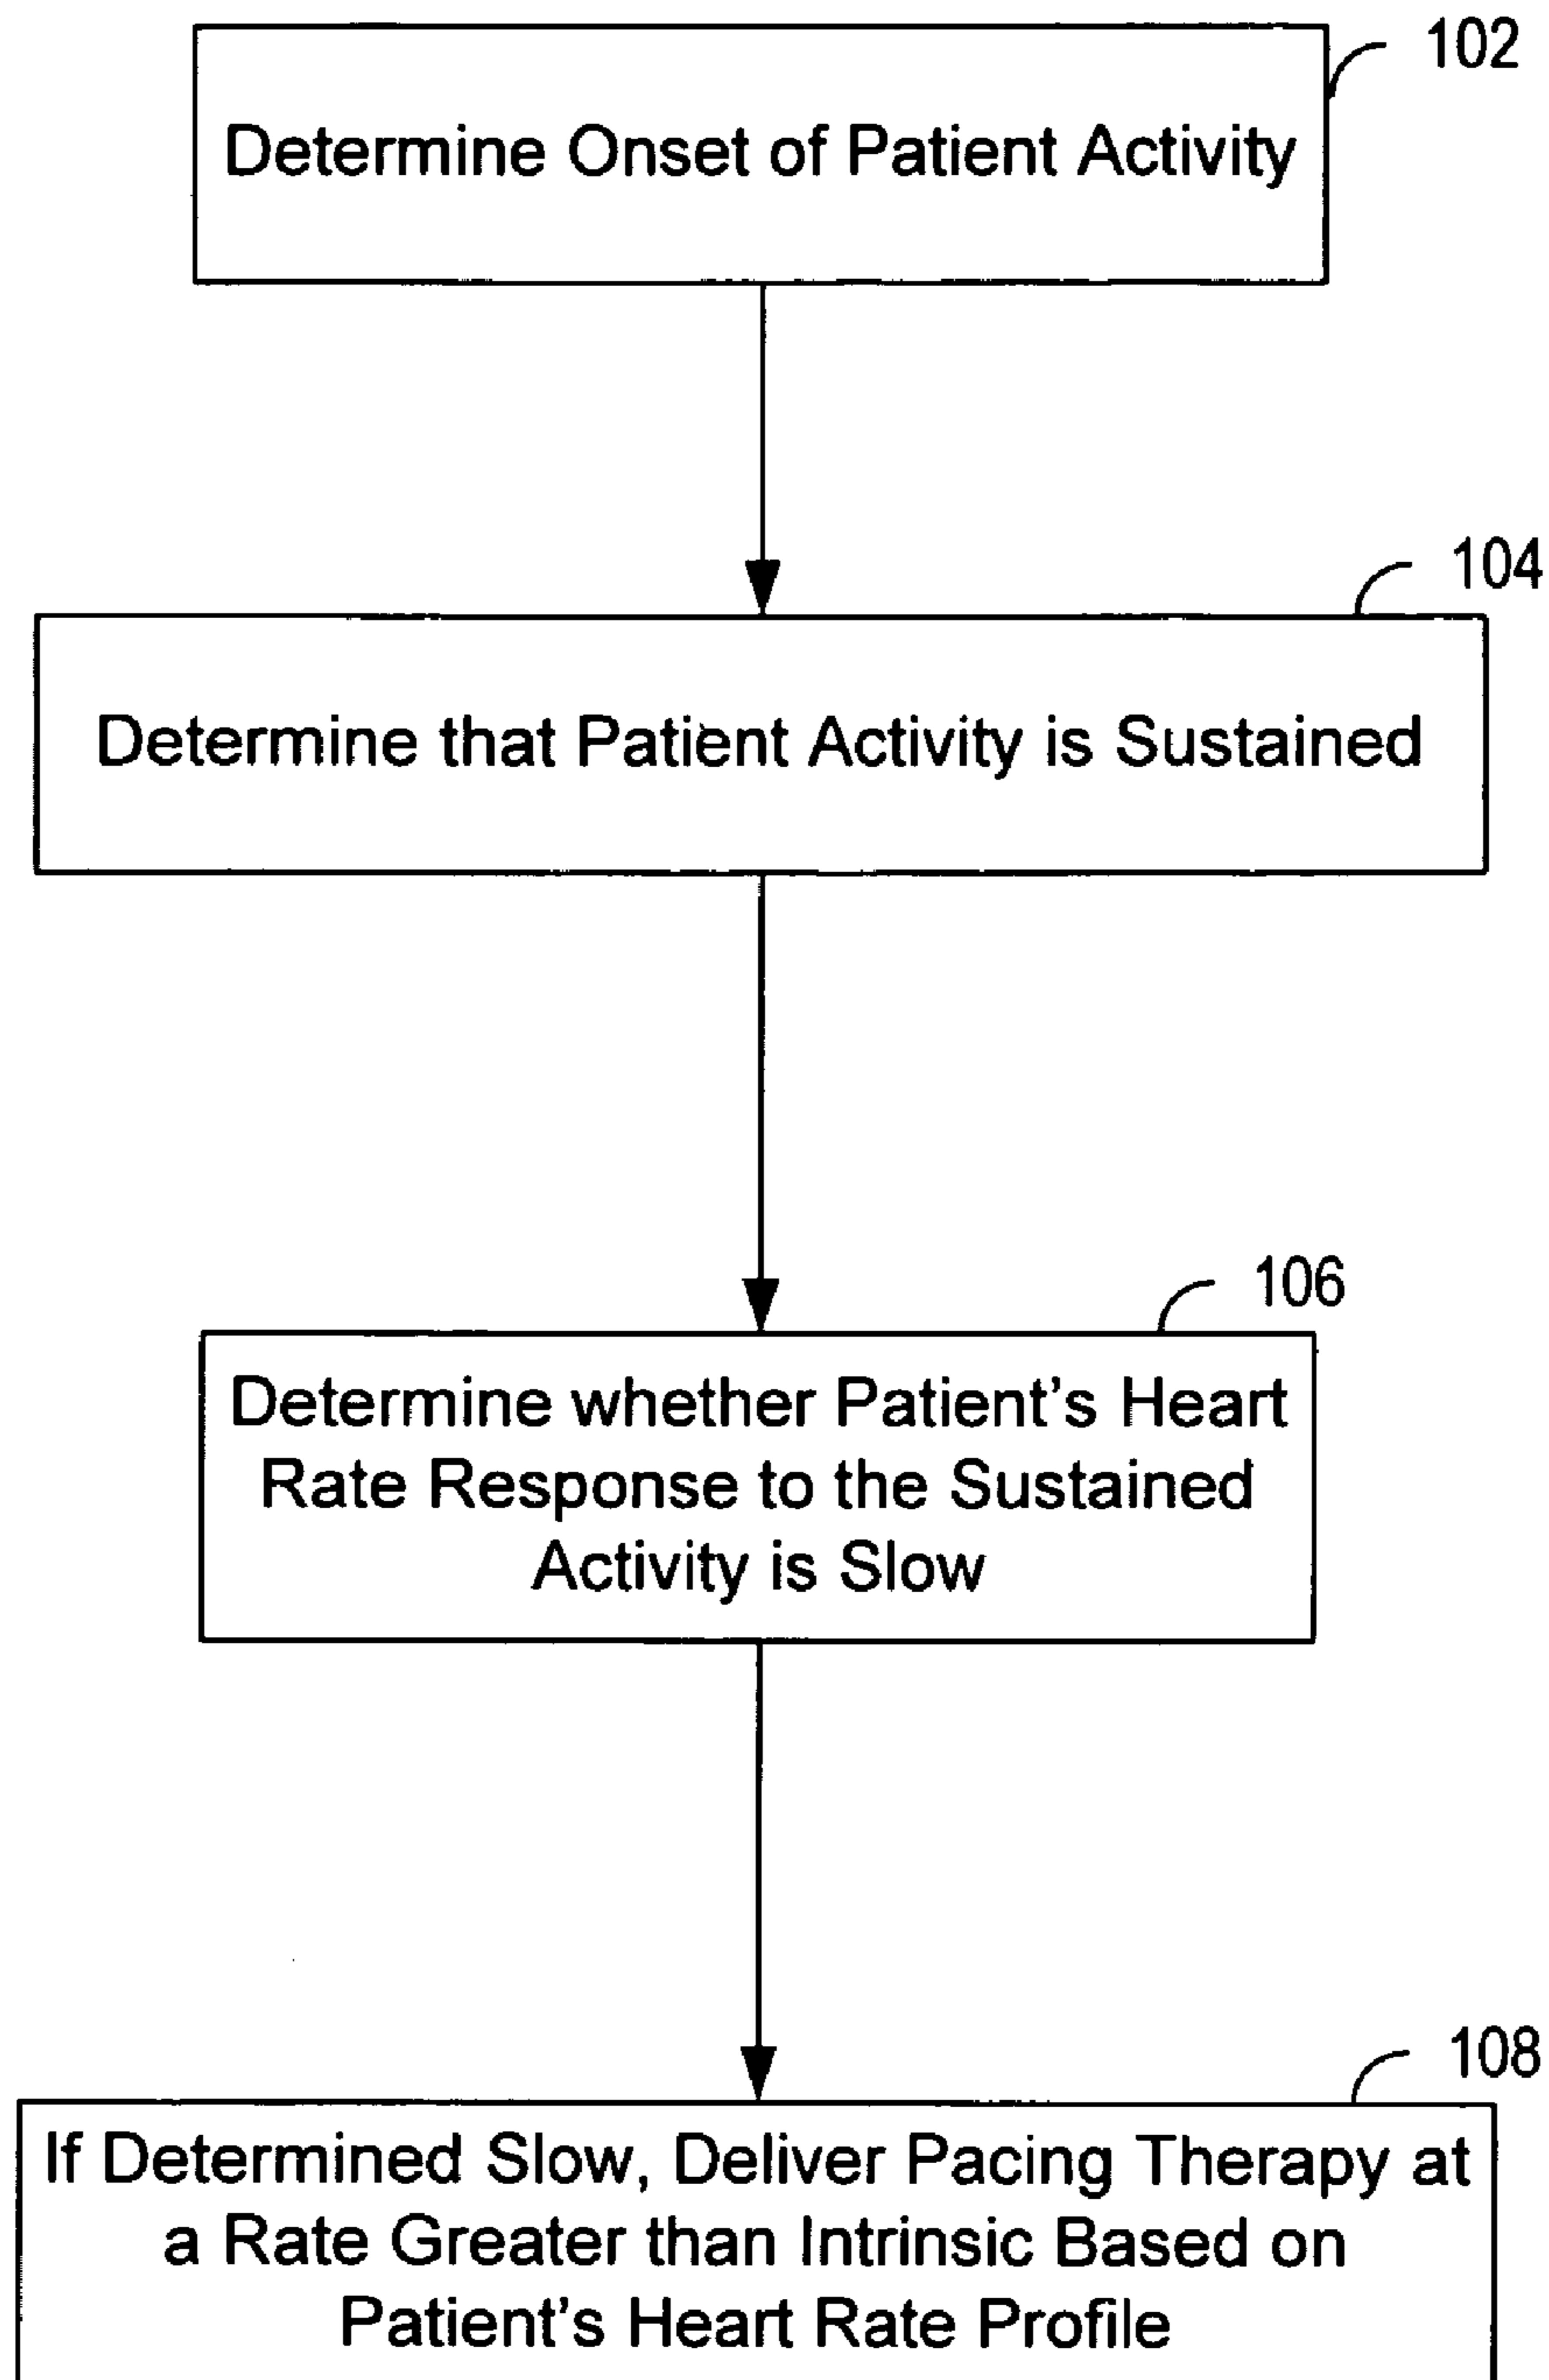 102
Determine Onset of Patient Activity
104
Determine that Patient Activity is Sustained
106
Determine whether Patient's Heart
Rate Response to the Sustained
Activity is Slow
108
If Determined Slow, Deliver Pacing Therapy at
a Rate Greater than Intrinsic Based on
Patient's Heart Rate Profile